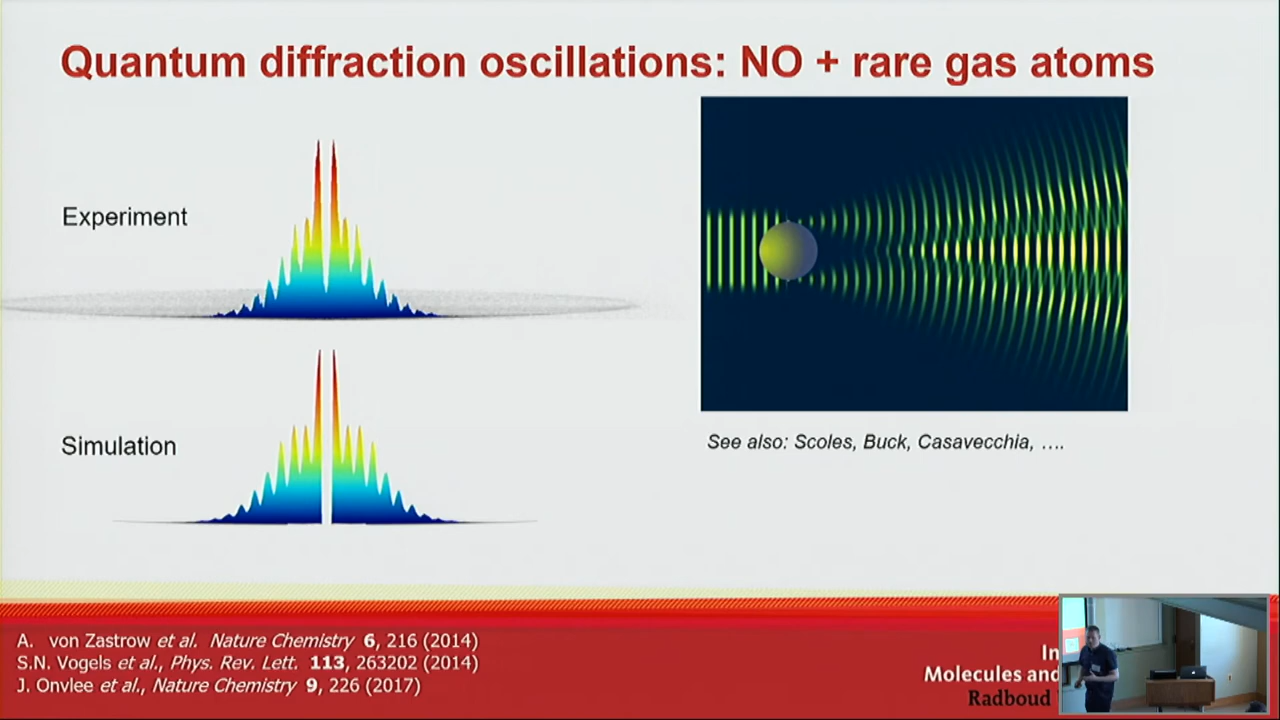 Quantum diffraction oscillations: NO + rare gas atoms
Experiment
Simulation
See also: Scoles, Buck, Casavecchia, ….
A. von Zastrow et al. Nature Chemistry 6, 216 (2014)
S.N. Vogels et al., Phys. Rev. Lett. 113, 263202 (2014)
J. Onvlee et al., Nature Chemistry 9, 226 (2017)
Molecules and
Radboud